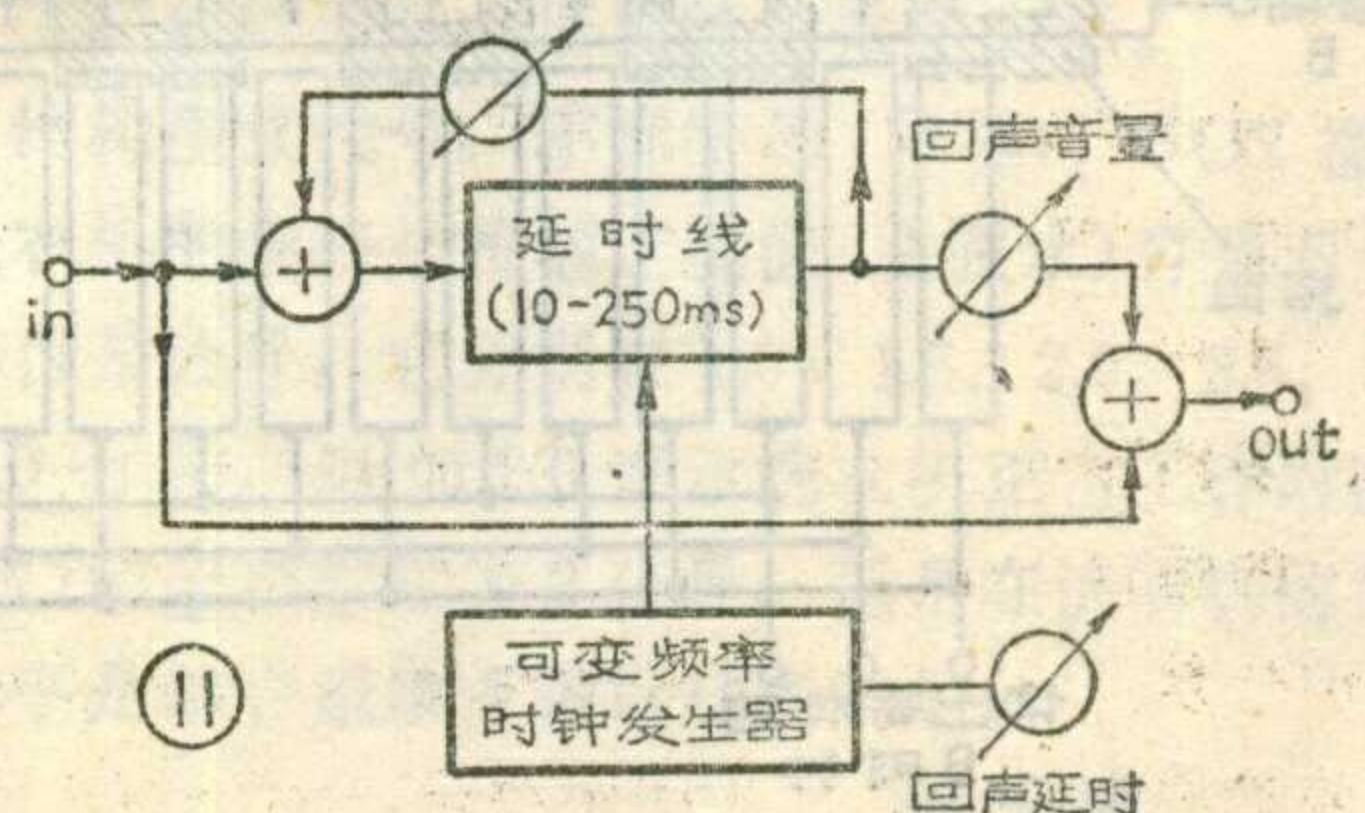 回声音量
延时线
(10-250ms)
in
+
+
out
可变频率
时钟发生器
11
回声延时